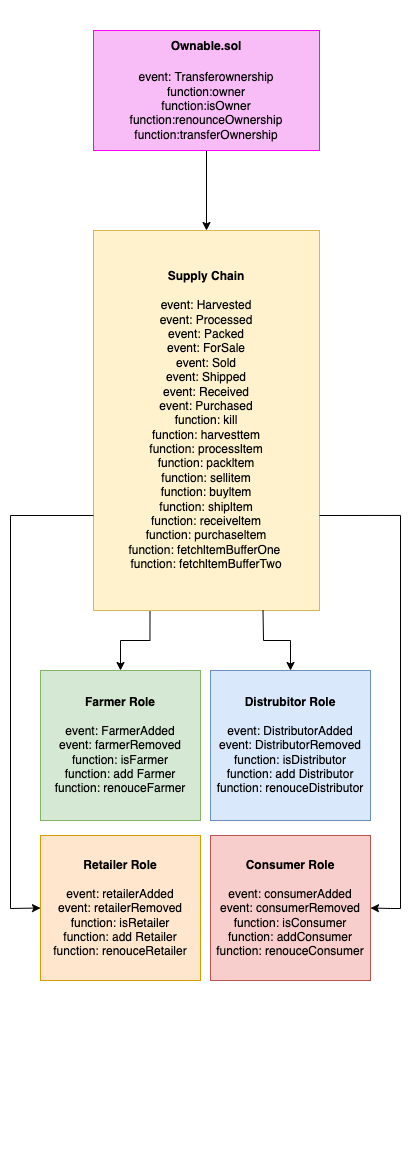 Ownable.sol
event: Transferownership
function:owner
function:isOwner
function:renounceOwnership
function:transferOwnership
Supply Chain
event: Harvested
event: Processed
event: Packed
event: ForSale
event: Sold
event: Shipped
event: Received
event: Purchased
function: kill
function: harvesttem
function: processItem
function: packItem
function: sellitem
function: buyItem
function: shipItem
function: receiveItem
function: purchaseItem
function: fetchItemBufferOne
function: fetchItemBufferTwo
Farmer Role
event: FarmerAdded
event: farmerRemoved
function: isFarmer
function: add Farmer
function: renouceFarmer
Distrubitor Role
event: DistributorAdded
event: DistributorRemoved
function: isDistributor
function: add Distributor
function: renouceDistributor
Retailer Role
event: retailerAdded
event: retailerRemoved
function: isRetailer
function: add Retailer
function: renouceRetailer
Consumer Role
event: consumerAdded
event: consumerRemoved
function: isConsumer
function: addConsumer
function: renouceConsumer